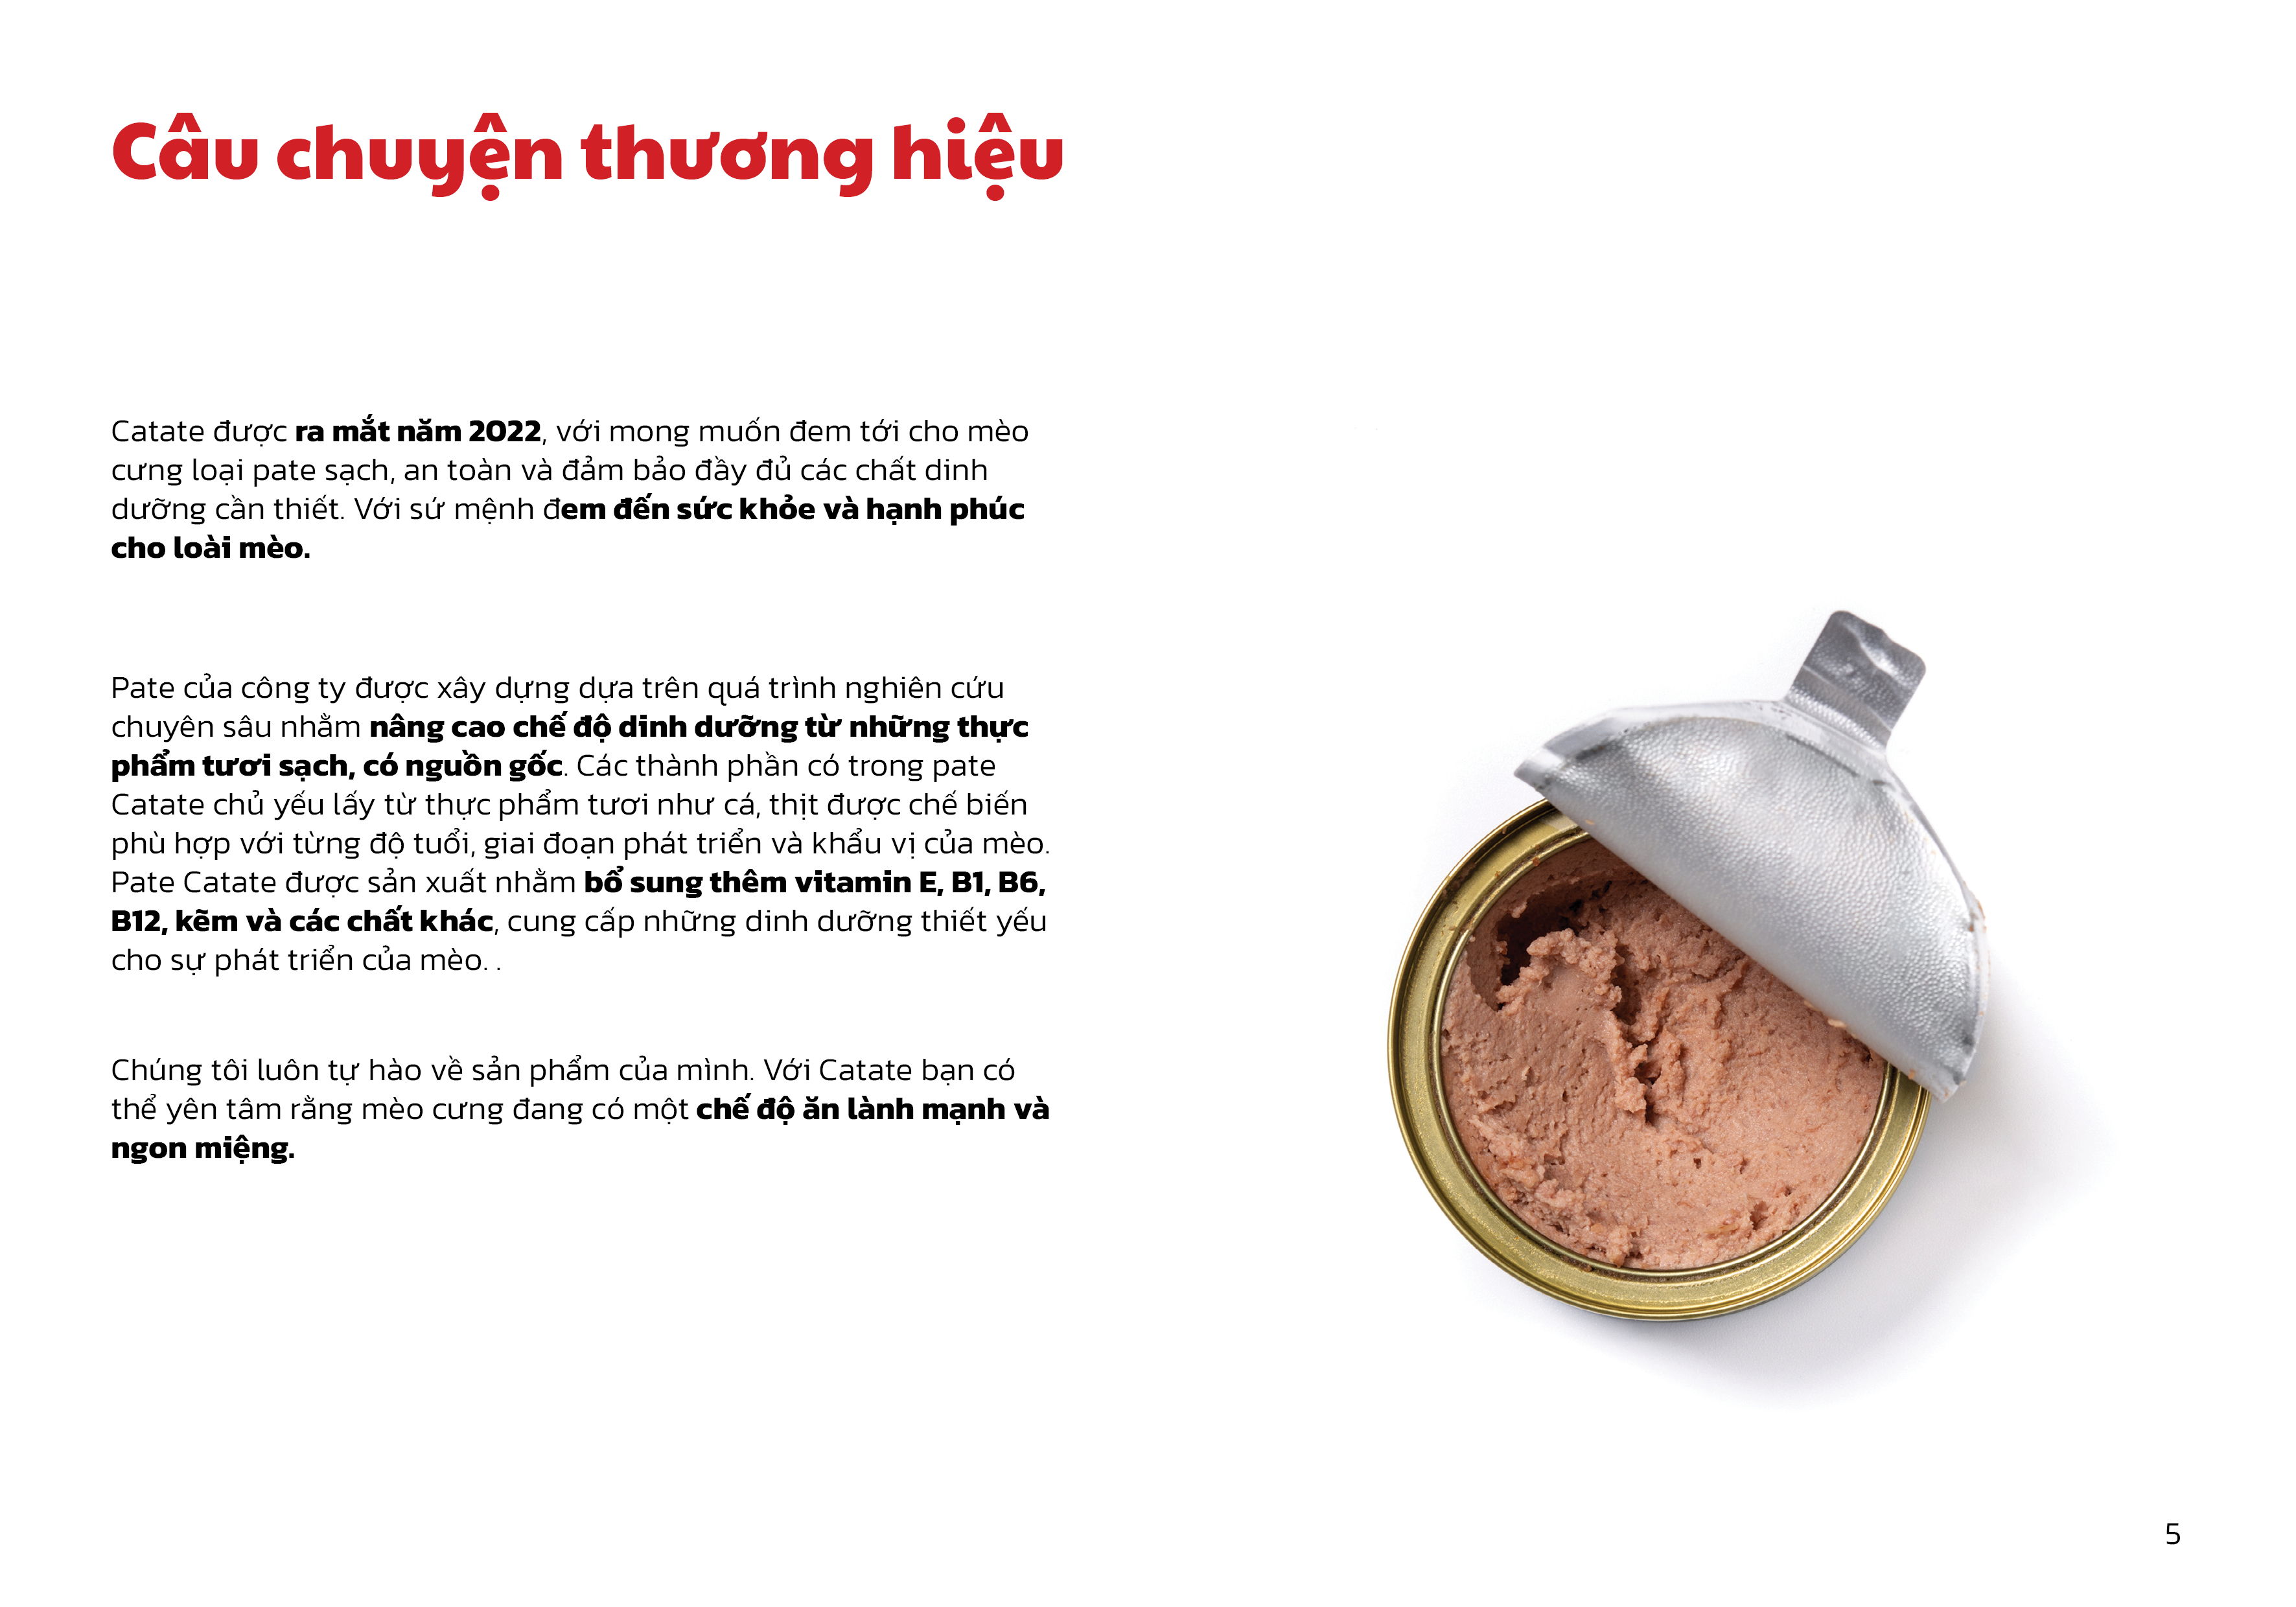 Câu chuyện thương hiệu
Catate được ra mắt năm 2022, với mong muốn đem tới cho mèo
cưng loại pate sạch, an toàn và đảm bảo đầy đủ các chất dinh
dưỡng cần thiết. Với sứ mệnh đem đến sức khỏe và hạnh phúc
cho loài mèo.
Pate của công ty được xây dựng dựa trên quá trình nghiên cứu
chuyên sâu nhằm nâng cao chế độ dinh dưỡng từ những thực
phẩm tươi sạch, có nguồn gốc. Các thành phần có trong pate
Catate chủ yếu lấy từ thực phẩm tươi như cá, thịt được chế biến
phù hợp với từng độ tuổi, giai đoạn phát triển và khẩu vị của mèo.
Pate Catate được sản xuất nhằm bổ sung thêm vitamin E, B1, B6,
B12, kẽm và các chất khác, cung cấp những dinh dưỡng thiết yếu
cho sự phát triển của mèo. .
Chúng tôi luôn tự hào về sản phẩm của mình. Với Catate bạn có
thể yên tâm rằng mèo cưng đang có một chế độ ăn lành mạnh và
ngon miệng.
5